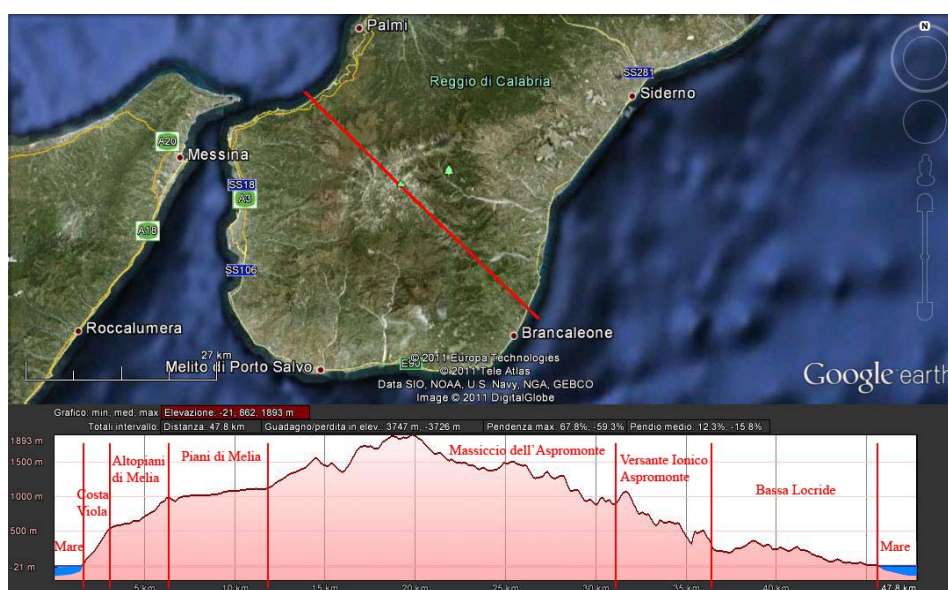 N
Palmi
SS281
Reggio di Calabria
Siderno
A20
Messina
SS18
A3
A18
SS106
Roccalumera
Brancaleone
27 km
Melito di Porto Salvo
E90
© 2011 Europa Technologies
© 2011 Tele Atlas
Data SIO, NOAA, U.S. Navy, NGA, GEBCO
Image © 2011 DigitalGlobe
Google earth
Grafico: min, med, max Elevazione: -21, 862, 1893 m
Totali intervallo: Distanza: 47.8 km Guadagno/perdita in elev.: 3747 m, -3726 m Pendenza max: 67.8%, -59.3% Pendio medio: 12.3%, -15.8%
1893 m
1500 m
1000 m
500 m
-21 m
Mare
Costa
Viola
Altopiani
di Melia
Piani di Melia
Massiccio dell'Aspromonte
Versante Ionico
Aspromonte
Bassa Locride
Mare
5 km 10 km 15 km 20 km 25 km 30 km 35 km 40 km 47.8 km